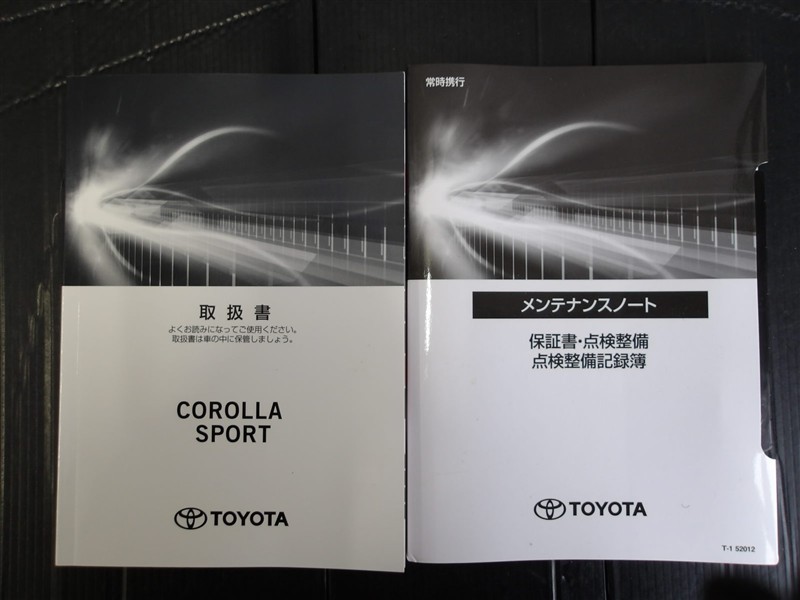 取扱書
よくお読みになってご使用ください。
取扱書は車の中に保管しましょう。
COROLLA
SPORT
TOYOTA
常時携行
メンテナンスノート
保証書・点検整備
点検整備記録簿
TOYOTA
T-1 52012